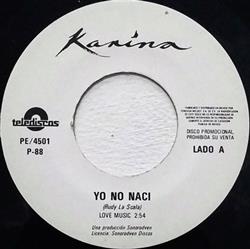 Karina
telediscos
PE/4501
P-88
DISCO PROMOCIONAL
PROHIBIDA SU VENTA
LADO A
YO NO NACI
(Rudy La Scala)
LOVE MUSIC 2:54
Una producción Sonorodven
Licencia: Sonorodven Discos